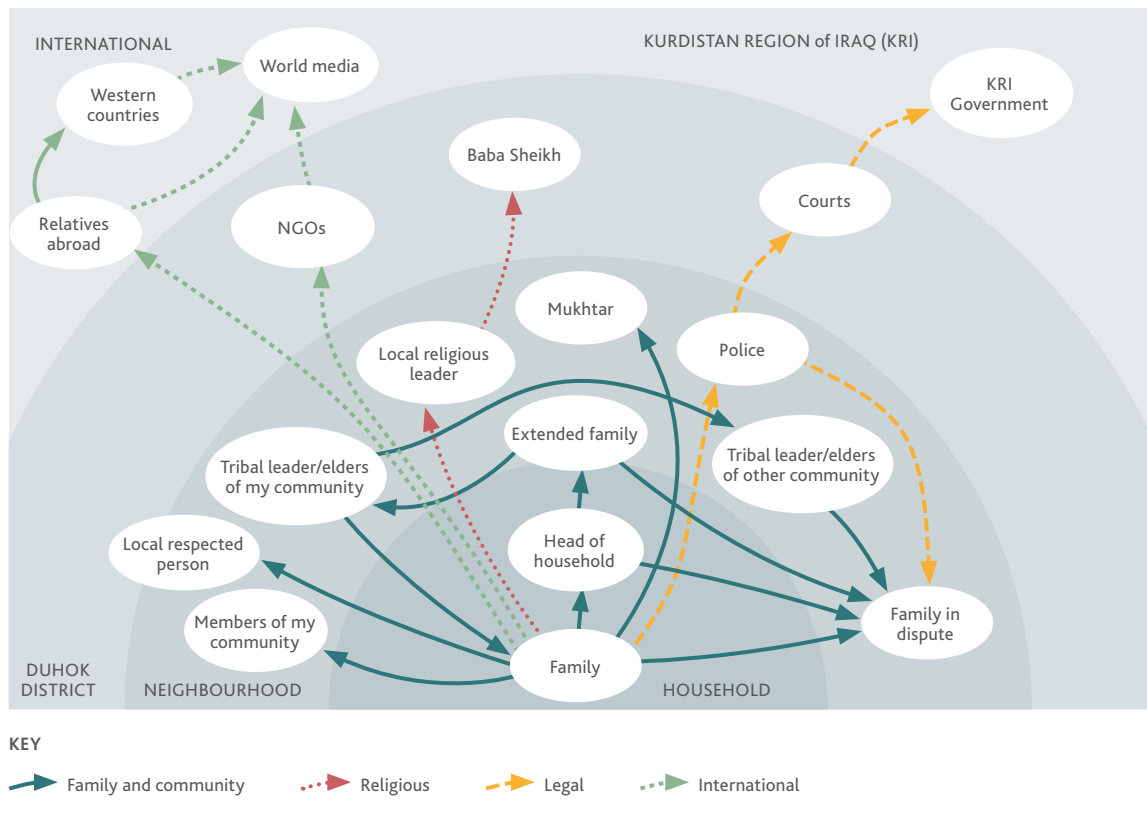 INTERNATIONAL
KURDISTAN REGION of IRAQ (KRI)
World media
Western
countries
KRI
Government
Baba Sheikh
Courts
Relatives
abroad
NGOs
Mukhtar
Police
Local religious
leader
Extended family
Tribal leader/elders
of my community
Tribal leader/elders
of other community
Local respected
person
Head of
household
Members of my
community
Family in
dispute
Family
DUHOK
DISTRICT
NEIGHBOURHOOD
HOUSEHOLD
KEY
Family and community
Religious
Legal
International